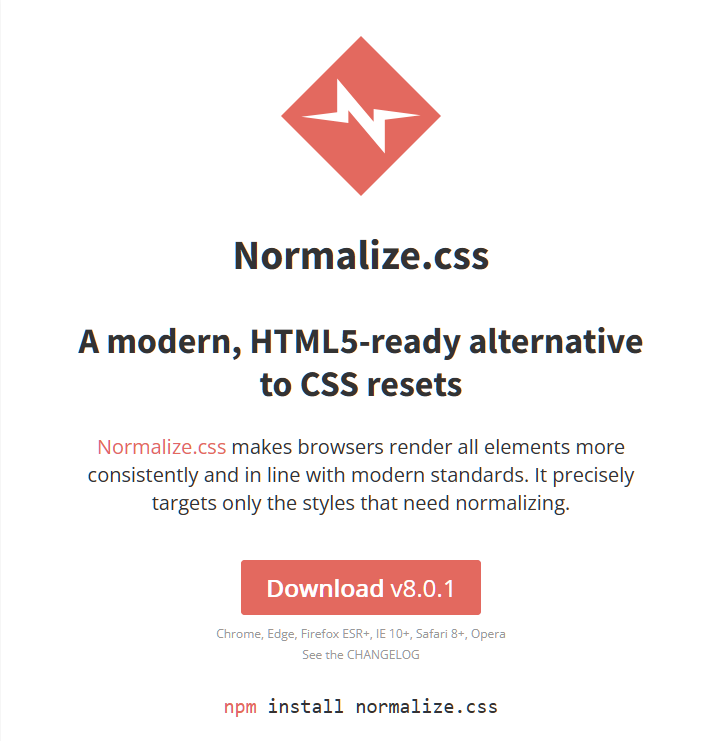 Normalize.css
A modern, HTML5-ready alternative
to CSS resets
Normalize.css makes browsers render all elements more
consistently and in line with modern standards. It precisely
targets only the styles that need normalizing.
Download v8.0.1
Chrome, Edge, Firefox ESR+, IE 10+, Safari 8+, Opera
See the CHANGELOG
npm install normalize.css